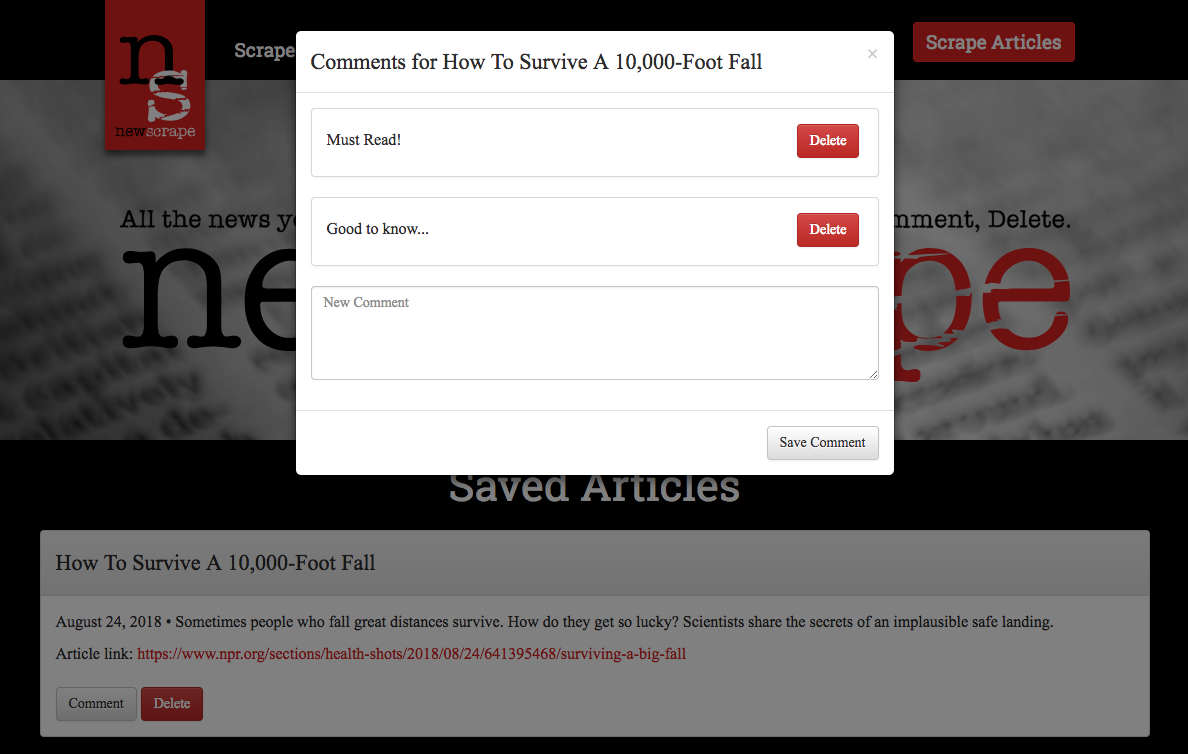 ns
newscrape
Scrape
Scrape Articles
Comments for How To Survive A 10,000-Foot Fall
×
Must Read!
Delete
Good to know...
Delete
New Comment
Save Comment
All the news
mment, Delete.
ne
pe
Saved Articles
How To Survive A 10,000-Foot Fall
August 24, 2018 • Sometimes people who fall great distances survive. How do they get so lucky? Scientists share the secrets of an implausible safe landing.
Article link: https://www.npr.org/sections/health-shots/2018/08/24/641395468/surviving-a-big-fall
Comment
Delete